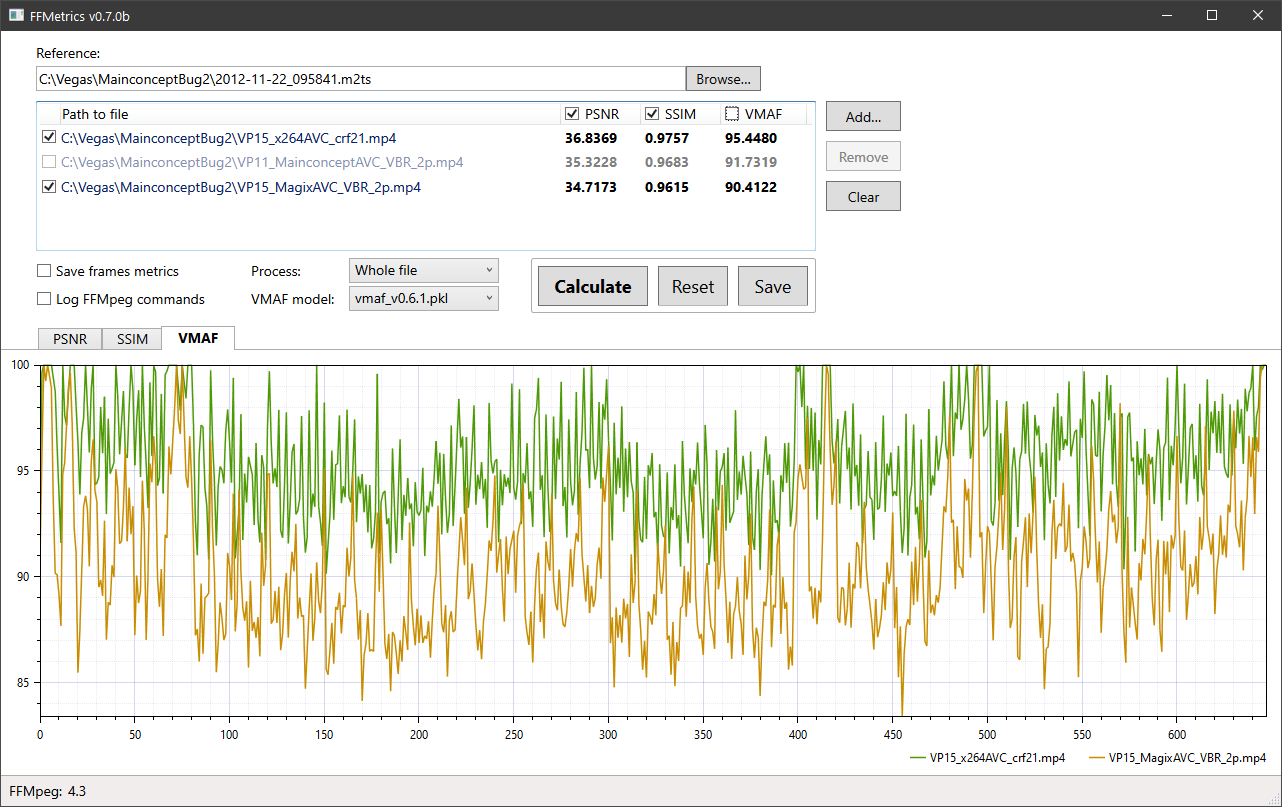 FFMetrics v0.7.0b
Reference:
C:\Vegas\MainconceptBug2\2012-11-22_095841.m2ts Browse...
Path to file PSNR SSIM VMAF
C:\Vegas\MainconceptBug2\VP15_x264AVC_crf21.mp4 36.8369 0.9757 95.4480
C:\Vegas\MainconceptBug2\VP11_MainconceptAVC_VBR_2p.mp4 35.3228 0.9683 91.7319
C:\Vegas\MainconceptBug2\VP15_MagixAVC_VBR_2p.mp4 34.7173 0.9615 90.4122
Add...
Remove
Clear
Save frames metrics Process: Whole file
Log FFMpeg commands VMAF model: vmaf_v0.6.1.pkl
Calculate Reset Save
PSNR SSIM VMAF
100
95
90
85
0 50 100 150 200 250 300 350 400 450 500 550 600
VP15_x264AVC_crf21.mp4 VP15_MagixAVC_VBR_2p.mp4
FFMpeg: 4.3